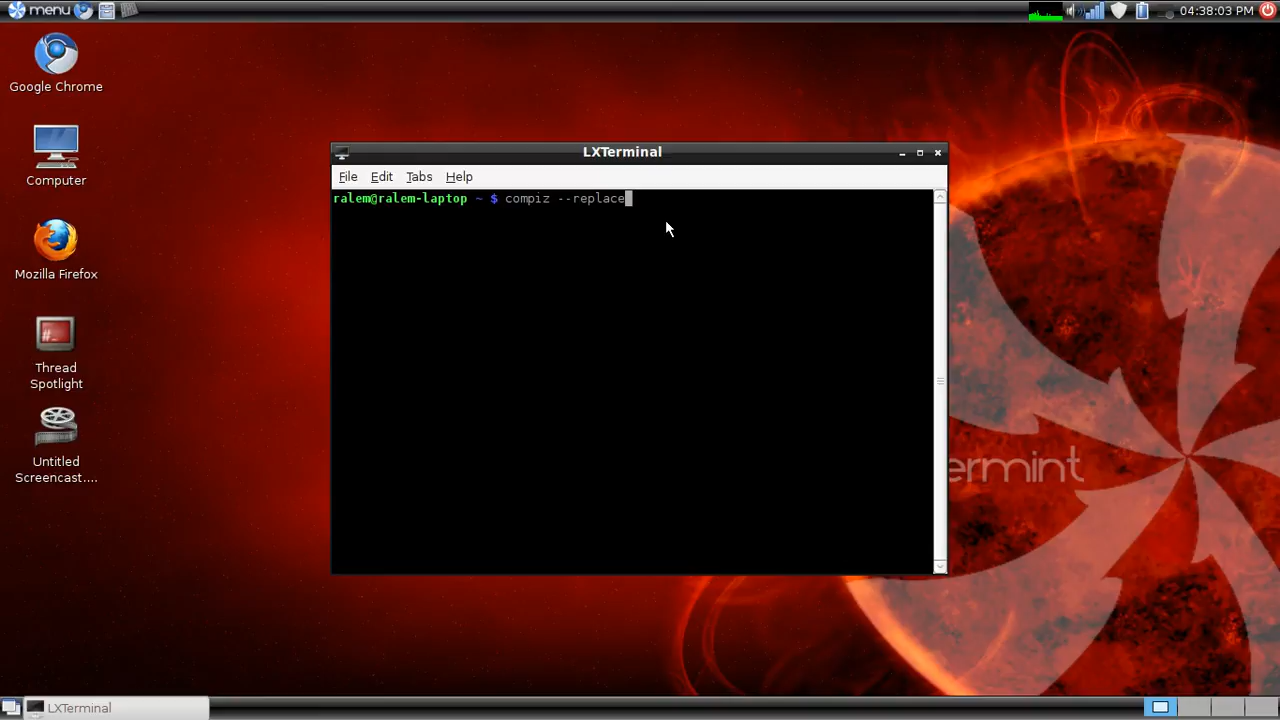 menu
04:38:03 PM
Google Chrome
Computer
Mozilla Firefox
Thread
Spotlight
Untitled
Screencast....
LXTerminal
File Edit Tabs Help
ralem@ralem-laptop ~ $ compiz --replace
ermint
LXTerminal